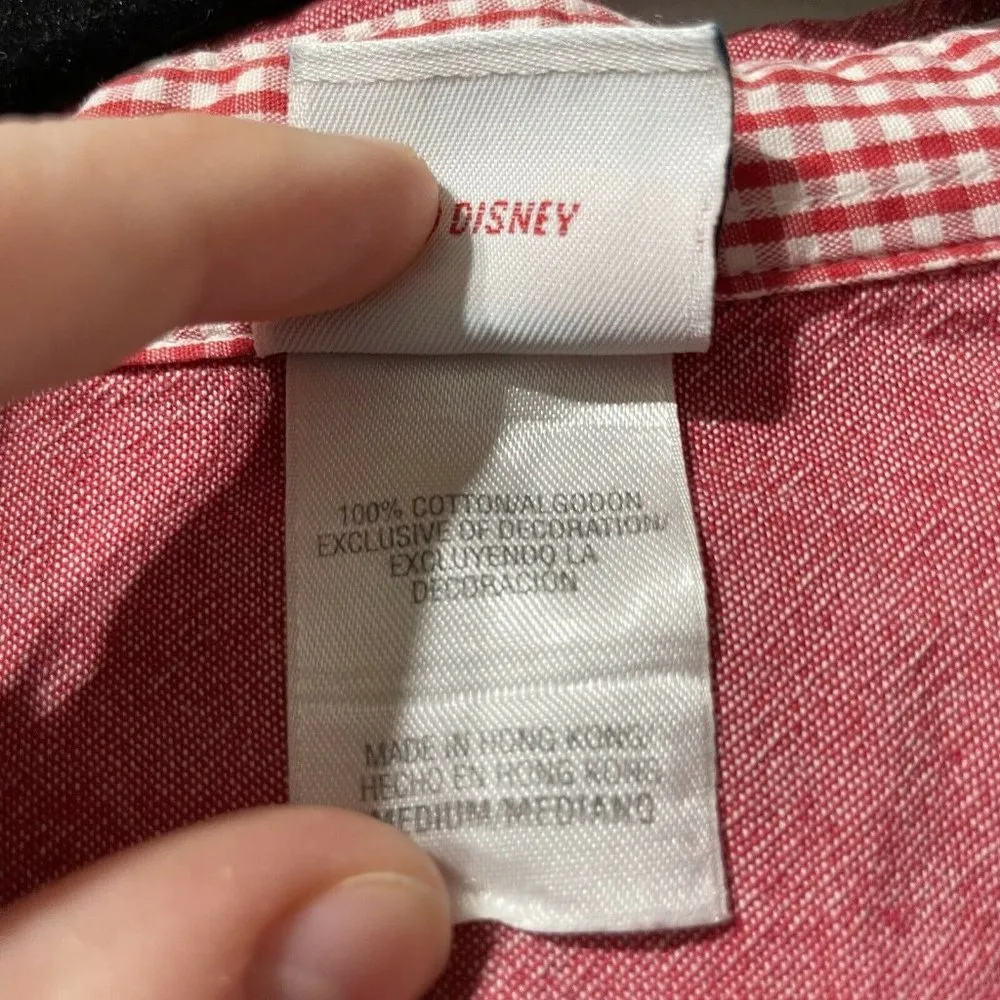 DISNEY
100% COTTON/ALGODON
EXCLUSIVE OF DECORATION/
EXCLUYENDO LA
DECORACIÓN
MADE IN HONG KONG/
HECHO EN HONG KONG
MEDIUM/MEDIANO